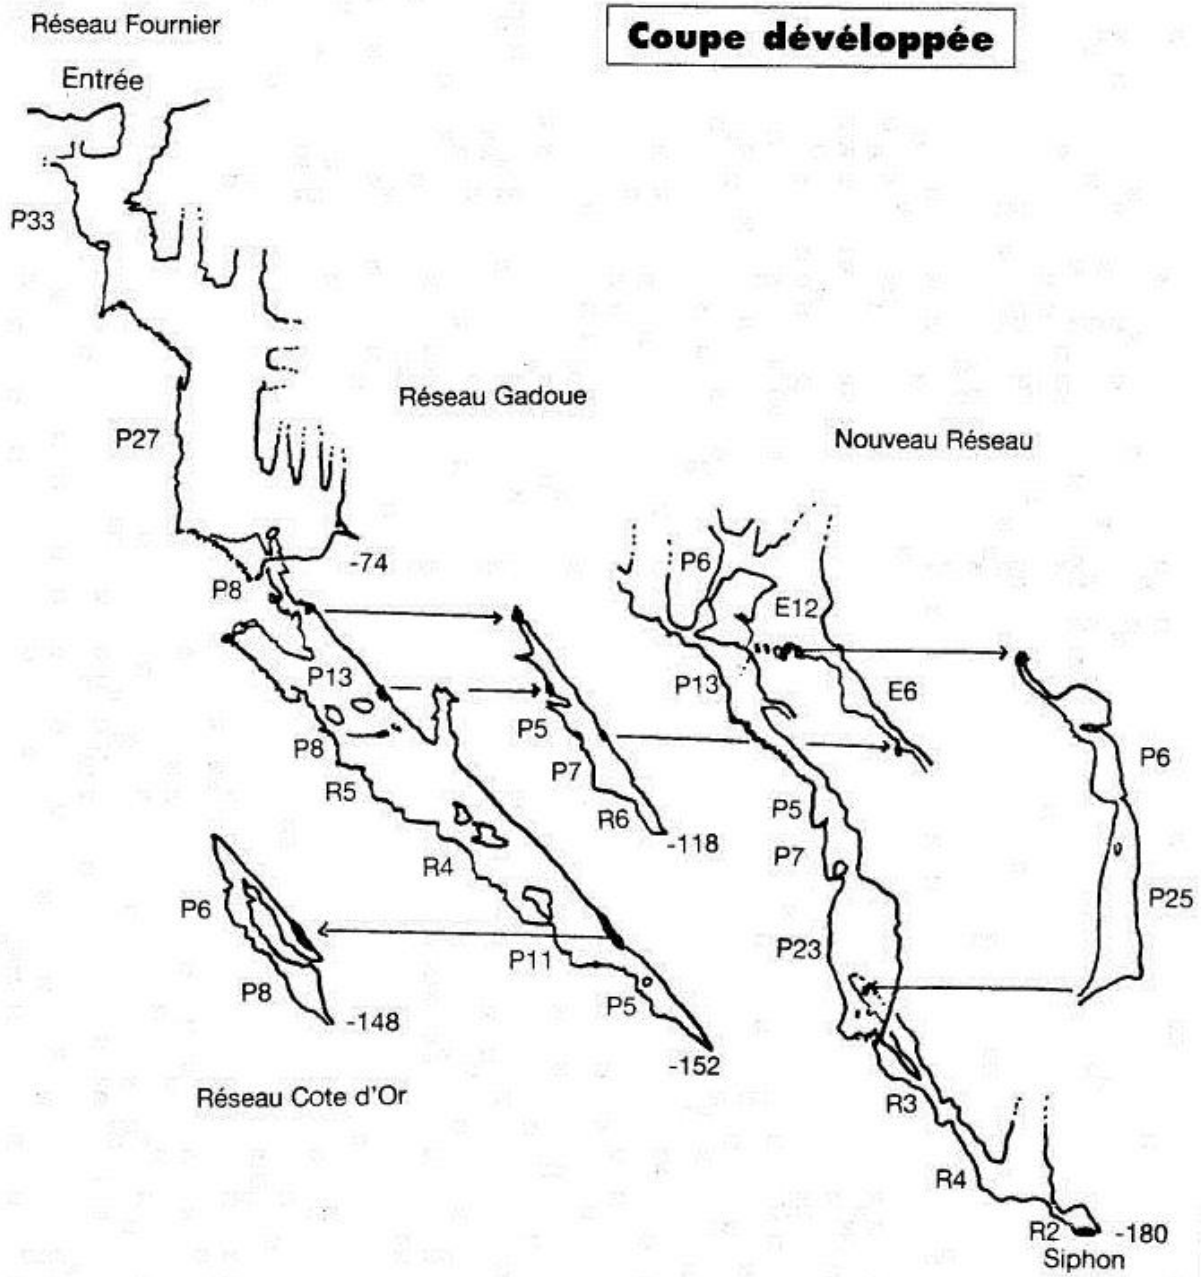 Réseau Fournier
Coupe dévéloppée
Entrée
P33
Réseau Gadoue
P27
Nouveau Réseau
-74
P6
P8
E12
P13
P13
E6
P5
P8
P6
P7
R5
P5
R6
-118
P7
R4
P25
P6
P23
P11
P8
P5
-148
-152
Réseau Cote d'Or
R3
R4
R2
-180
Siphon